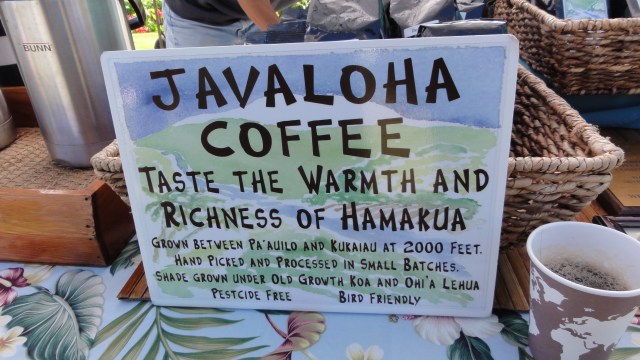 BUNN
JAVALOHA
COFFEE
TASTE THE WARMTH AND
RICHNESS OF HAMAKUA
GROWN BETWEEN PA'AUILO AND KUKAIAU AT 2000 FEET.
HAND PICKED AND PROCESSED IN SMALL BATCHES.
SHADE GROWN UNDER OLD GROWTH KOA AND OHI'A LEHUA
PESTCIDE FREE BIRD FRIENDLY